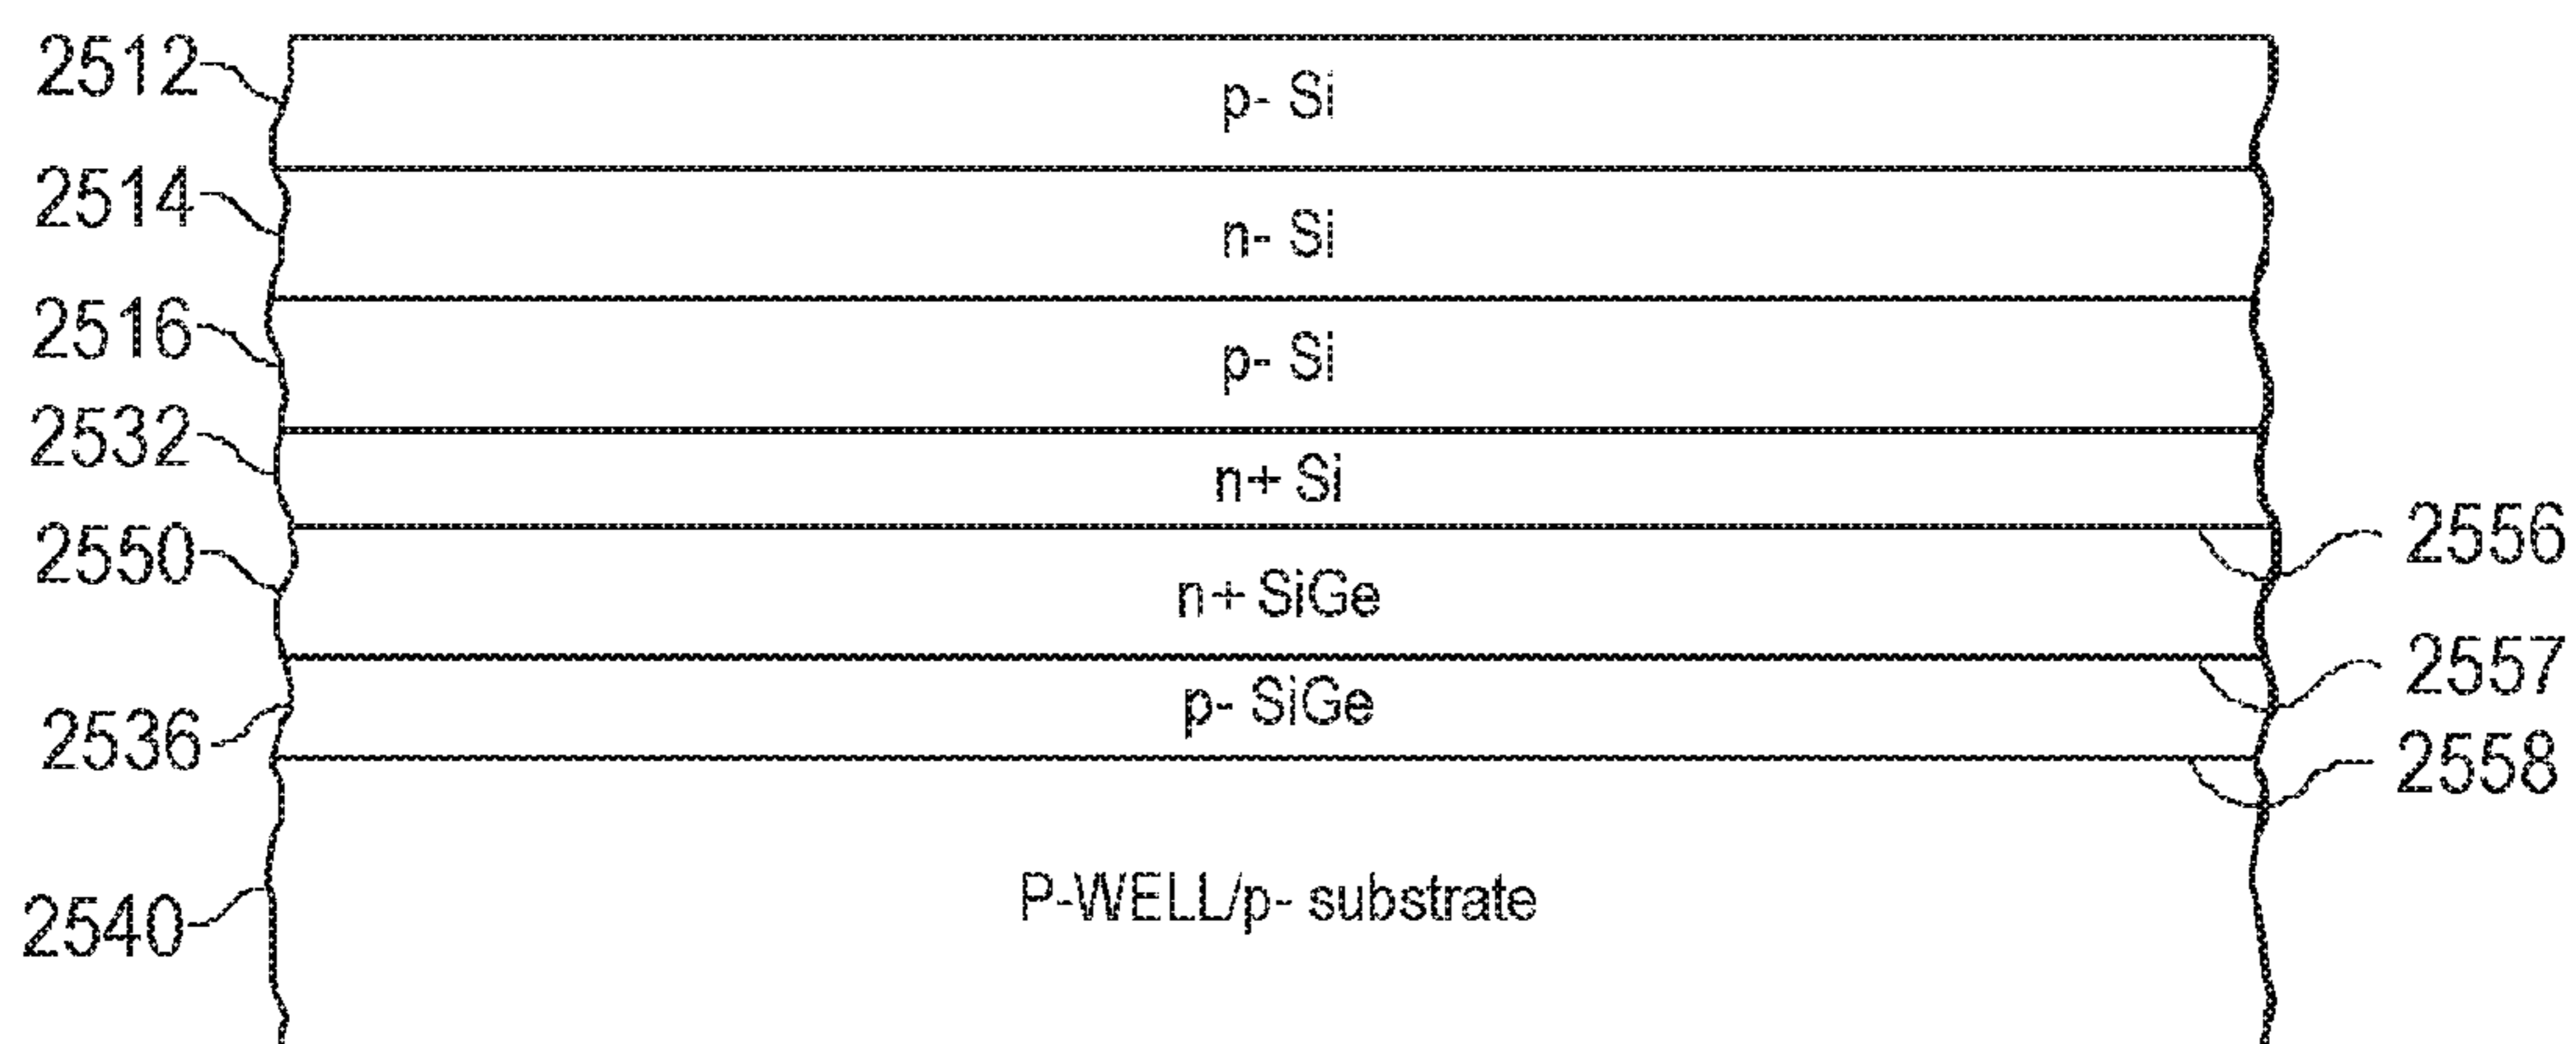 2512
p- Si
2514
n- Si
2516
p- Si
2532
n+ Si
2556
2550
n+ SiGe
2557
2536
p- SiGe
2558
2540
P-WELL/p- substrate